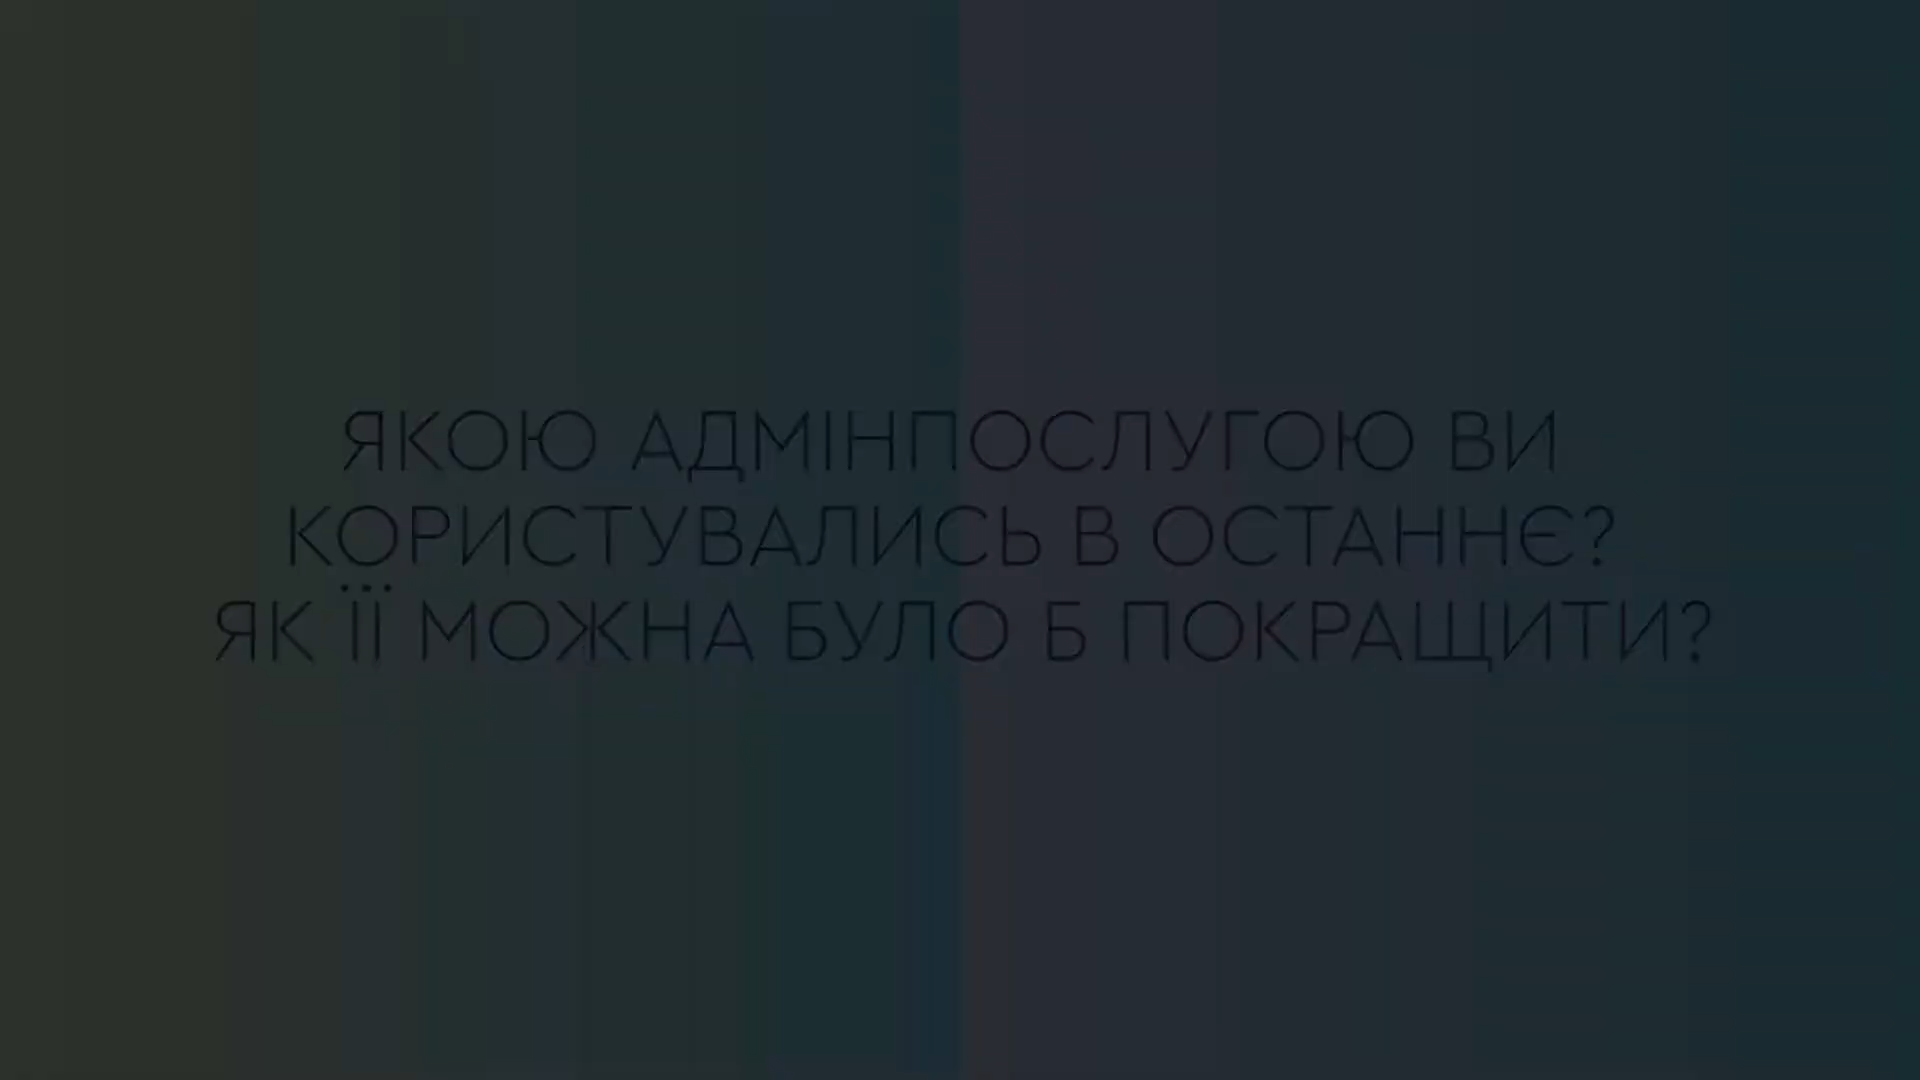 ЯКОЮ АДМІНПОСЛУГОЮ ВИ
КОРИСТУВАЛИСЬ В ОСТАННЄ?
ЯК ЇЇ МОЖНА БУЛО Б ПОКРАЩИТИ?